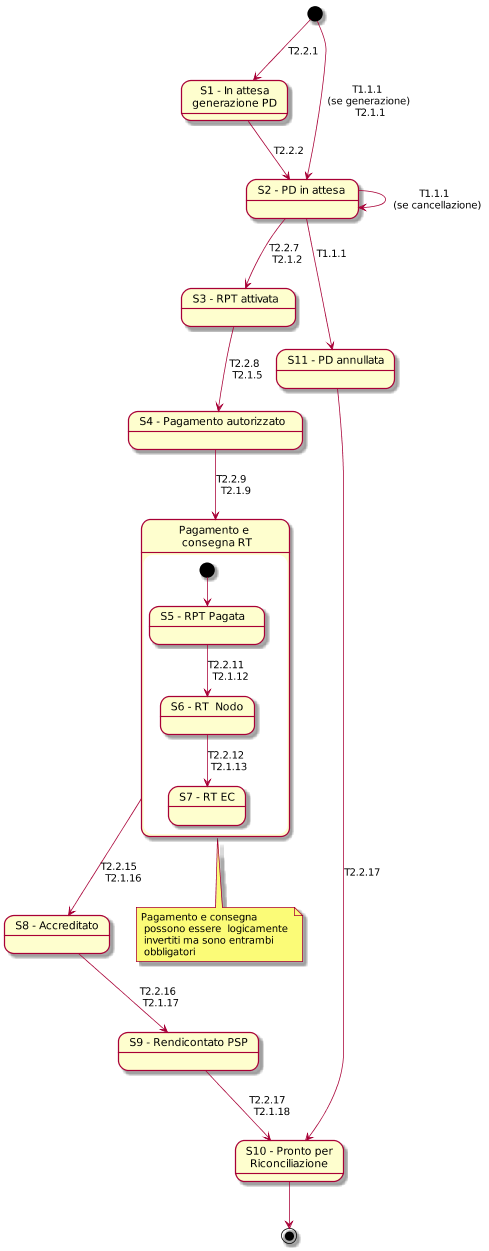 T2.2.1
T1.1.1
(se generazione)
T2.1.1
S1 - In attesa
generazione PD
T2.2.2
S2 - PD in attesa
T1.1.1
(se cancellazione)
T2.2.7
T2.1.2
T1.1.1
S3 - RPT attivata
S11 - PD annullata
T2.2.8
T2.1.5
S4 - Pagamento autorizzato
T2.2.9
T2.1.9
Pagamento e
consegna RT
S5 - RPT Pagata
T2.2.11
T2.1.12
S6 - RT  Nodo
T2.2.12
T2.1.13
S7 - RT EC
T2.2.15
T2.1.16
T2.2.17
S8 - Accreditato
Pagamento e consegna
possono essere  logicamente
invertiti ma sono entrambi
obbligatori
T2.2.16
T2.1.17
S9 - Rendicontato PSP
T2.2.17
T2.1.18
S10 - Pronto per
Riconciliazione